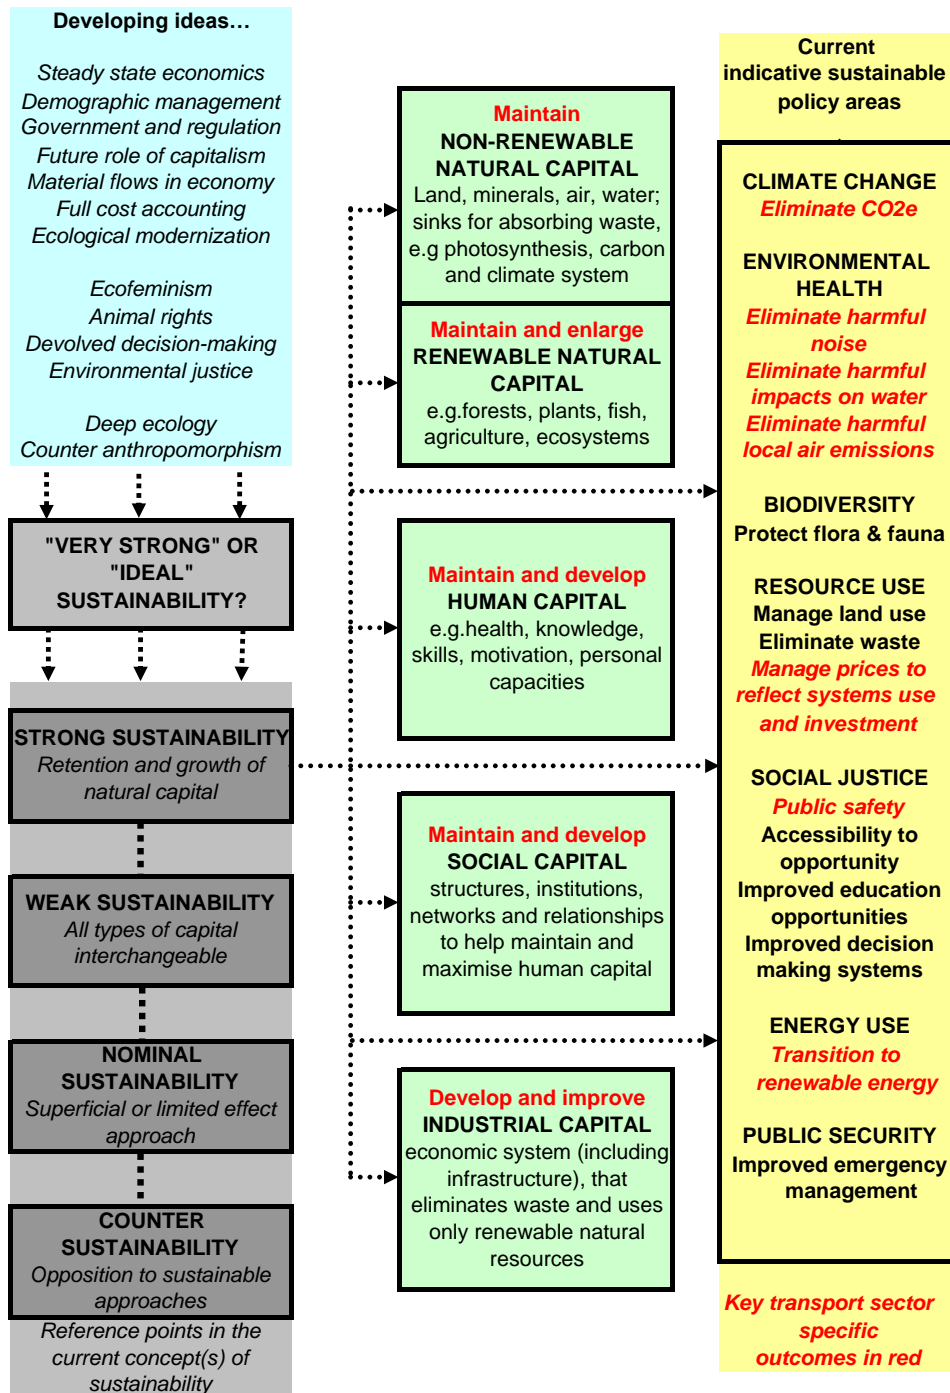 Developing ideas…
Steady state economics
Demographic management
Government and regulation
Future role of capitalism
Material flows in economy
Full cost accounting
Ecological modernization
Ecofeminism
Animal rights
Devolved decision-making
Environmental justice
Deep ecology
Counter anthropomorphism
"VERY STRONG" OR
"IDEAL"
SUSTAINABILITY?
STRONG SUSTAINABILITY
Retention and growth of
natural capital
WEAK SUSTAINABILITY
All types of capital
interchangeable
NOMINAL
SUSTAINABILITY
Superficial or limited effect
approach
COUNTER
SUSTAINABILITY
Opposition to sustainable
approaches
Reference points in the
current concept(s) of
sustainability
Maintain
NON-RENEWABLE
NATURAL CAPITAL
Land, minerals, air, water;
sinks for absorbing waste,
e.g photosynthesis, carbon
and climate system
Maintain and enlarge
RENEWABLE NATURAL
CAPITAL
e.g.forests, plants, fish,
agriculture, ecosystems
Maintain and develop
HUMAN CAPITAL
e.g.health, knowledge,
skills, motivation, personal
capacities
Maintain and develop
SOCIAL CAPITAL
structures, institutions,
networks and relationships
to help maintain and
maximise human capital
Develop and improve
INDUSTRIAL CAPITAL
economic system (including
infrastructure), that
eliminates waste and uses
only renewable natural
resources
Current
indicative sustainable
policy areas
CLIMATE CHANGE
Eliminate CO2e
ENVIRONMENTAL
HEALTH
Eliminate harmful
noise
Eliminate harmful
impacts on water
Eliminate harmful
local air emissions
BIODIVERSITY
Protect flora & fauna
RESOURCE USE
Manage land use
Eliminate waste
Manage prices to
reflect systems use
and investment
SOCIAL JUSTICE
Public safety
Accessibility to
opportunity
Improved education
opportunities
Improved decision
making systems
ENERGY USE
Transition to
renewable energy
PUBLIC SECURITY
Improved emergency
management
Key transport sector
specific
outcomes in red